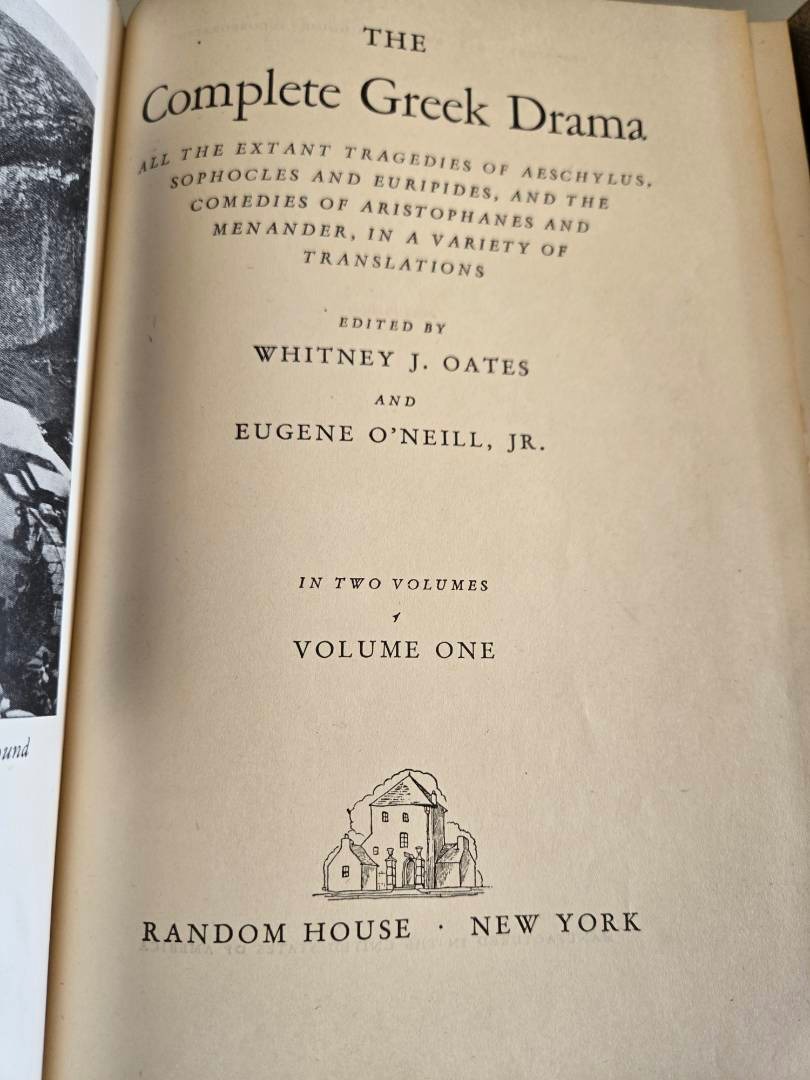 THE
Complete Greek Drama
ALL THE EXTANT TRAGEDIES OF AESCHYLUS,
SOPHOCLES AND EURIPIDES, AND THE
COMEDIES OF ARISTOPHANES AND
MENANDER, IN A VARIETY OF
TRANSLATIONS
EDITED BY
WHITNEY J. OATES
AND
EUGENE O'NEILL, JR.
IN TWO VOLUMES
VOLUME ONE
RANDOM HOUSE · NEW YORK